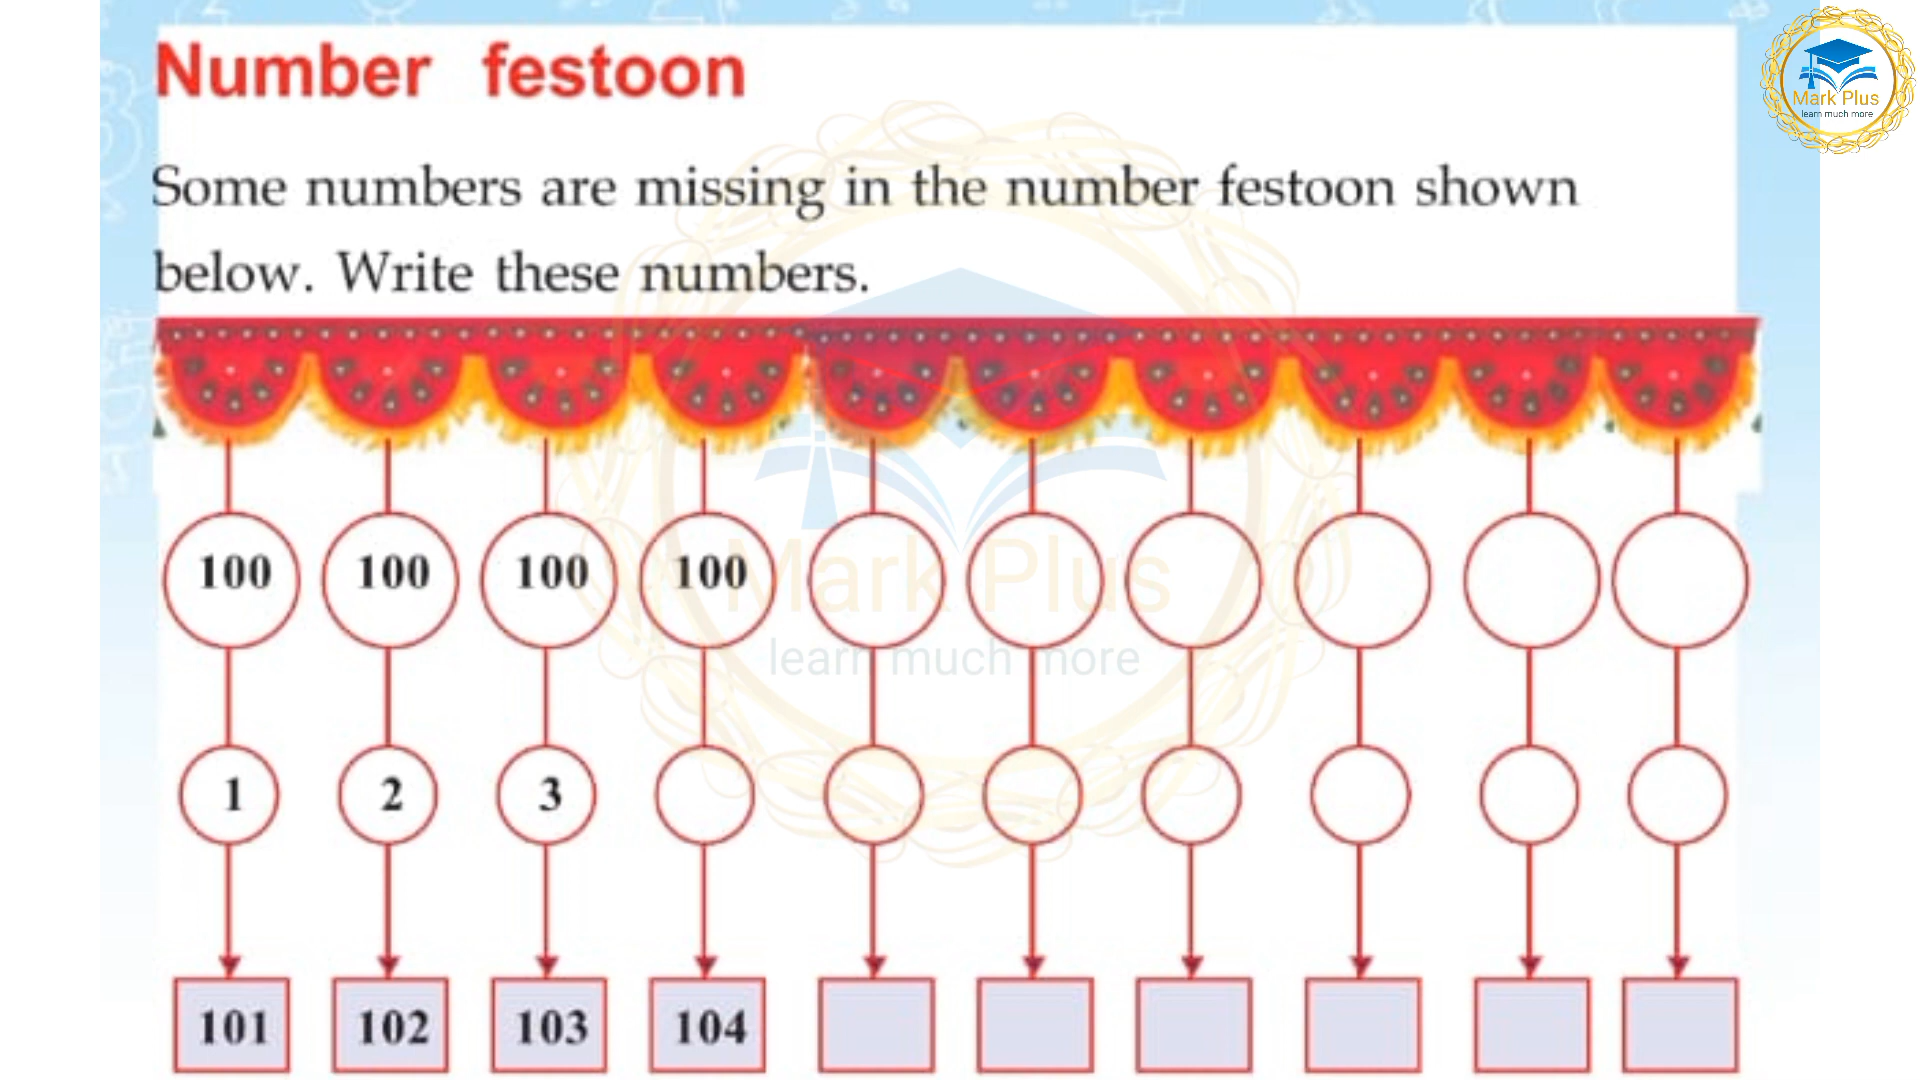 Number festoon
Mark Plus
learn much more
Some numbers are missing in the number festoon shown
below. Write these numbers.
100 100 100 100
Mark Plus
learn much more
1 2 3
101 102 103 104